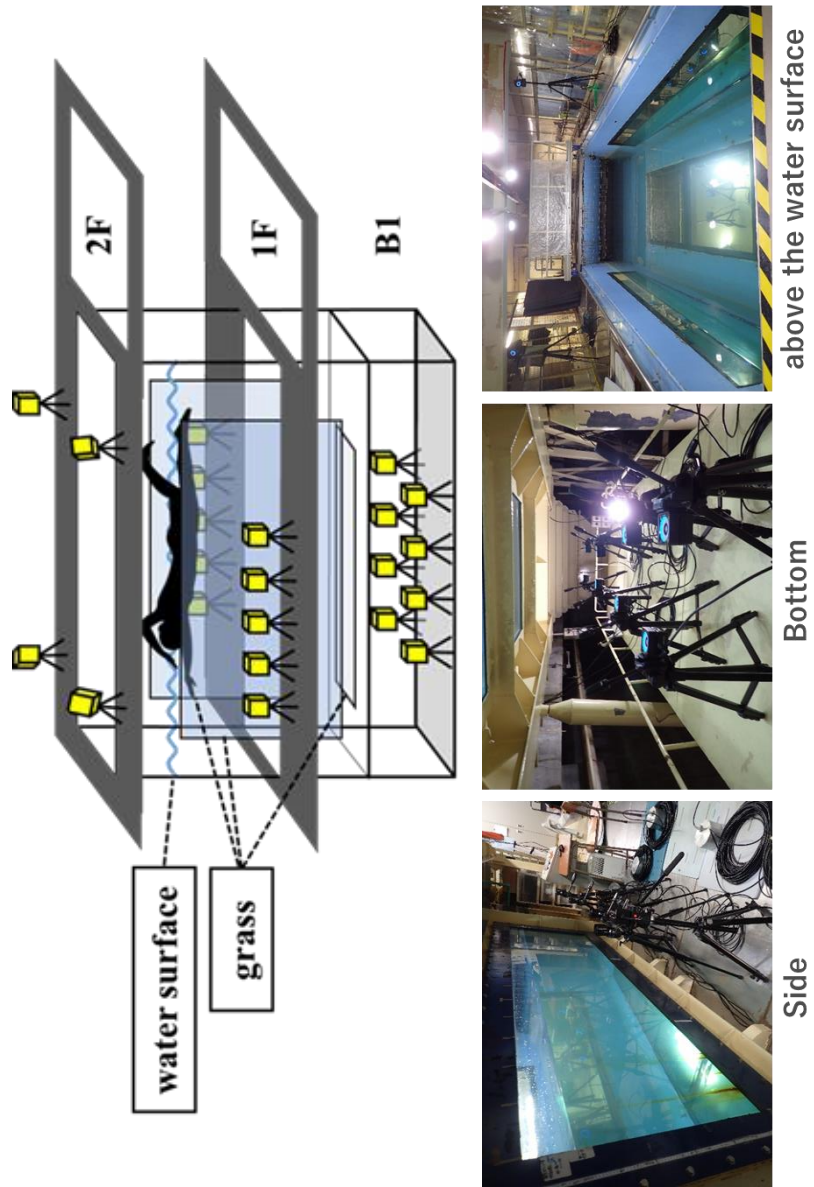 2F
1F
B1
water surface
grass
Side
Bottom
above the water surface